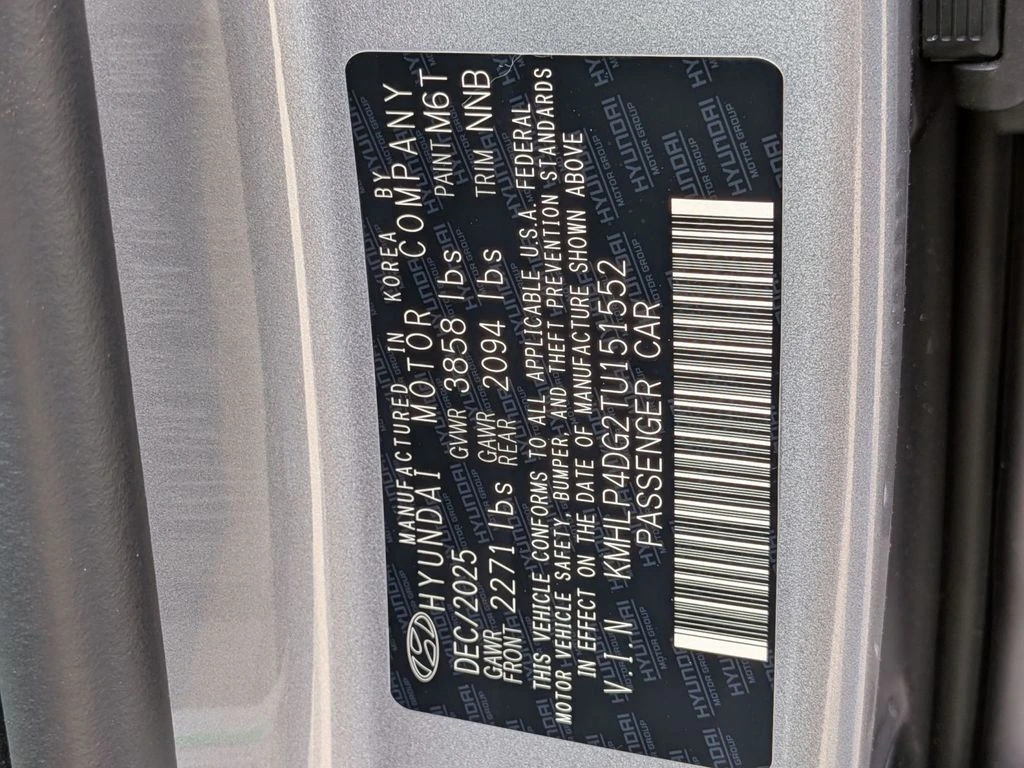 MANUFACTURED IN KOREA BY
HYUNDAI MOTOR COMPANY
DEC/2025 GVWR 3858 lbs PAINT:M6T
GAWR FRONT 2271 lbs GAWR REAR 2094 lbs TRIM NNB
THIS VEHICLE CONFORMS TO ALL APPLICABLE U.S.A. FEDERAL
MOTOR VEHICLE SAFETY, BUMPER, AND THEFT PREVENTION STANDARDS
IN EFFECT ON THE DATE OF MANUFACTURE SHOWN ABOVE
V.I.N KMHLP4DG2TU151552
PASSENGER CAR